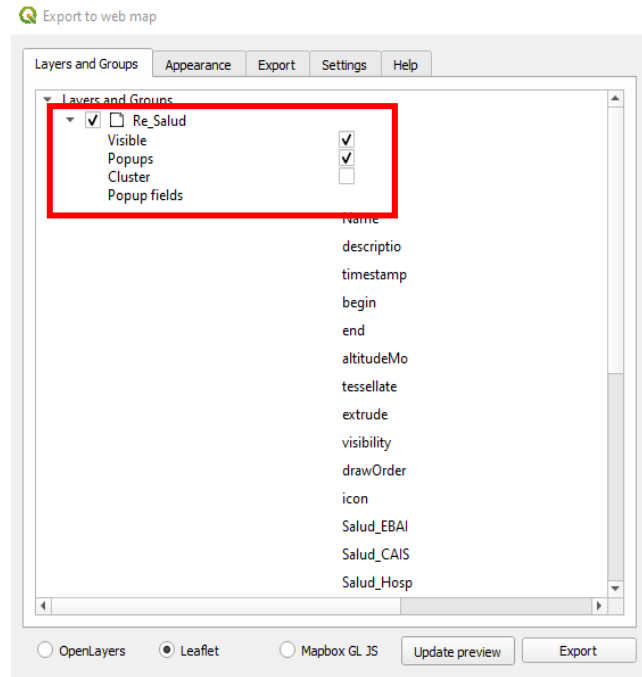 Export to web map
Layers and Groups Appearance Export Settings Help
Layers and Groups
Re_Salud
Visible
Popups
Cluster
Popup fields
Name
descriptio
timestamp
begin
end
altitudeMo
tessellate
extrude
visibility
drawOrder
icon
Salud_EBAI
Salud_CAIS
Salud_Hosp
OpenLayers Leaflet Mapbox GL JS Update preview Export